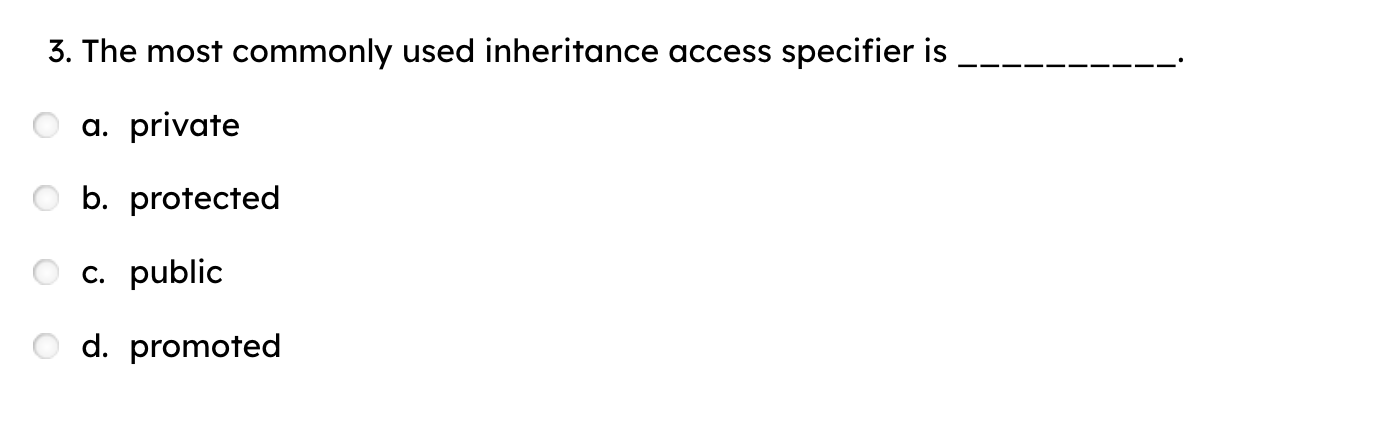 3. The most commonly used inheritance access specifier is __________.
a. private
b. protected
c. public
d. promoted